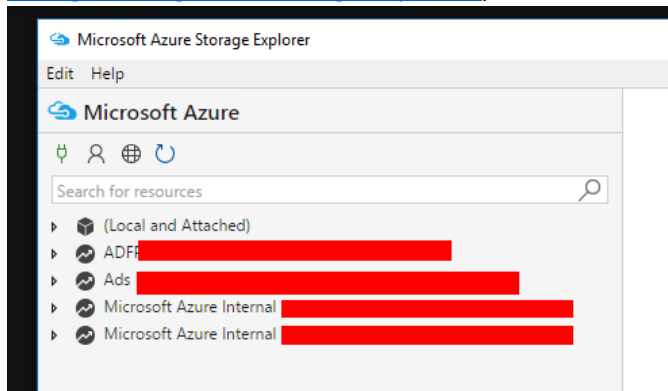 Microsoft Azure Storage Explorer
Edit Help
Microsoft Azure
Search for resources
(Local and Attached)
Ads
Microsoft Azure Internal
Microsoft Azure Internal